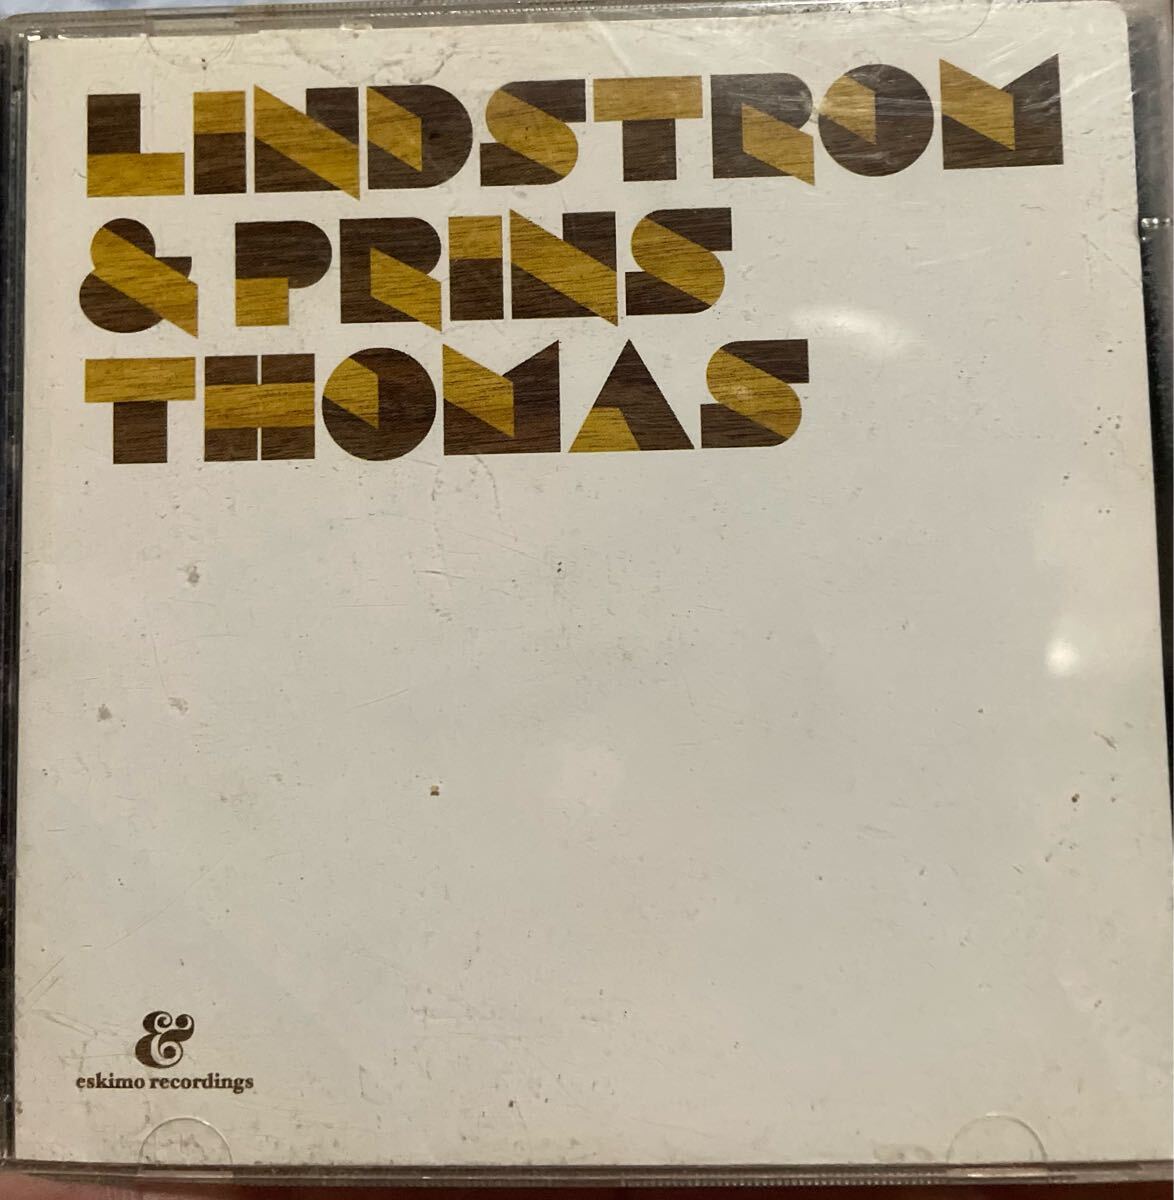 LINDSTROM
& PRINS
THOMAS
&
eskimo recordings